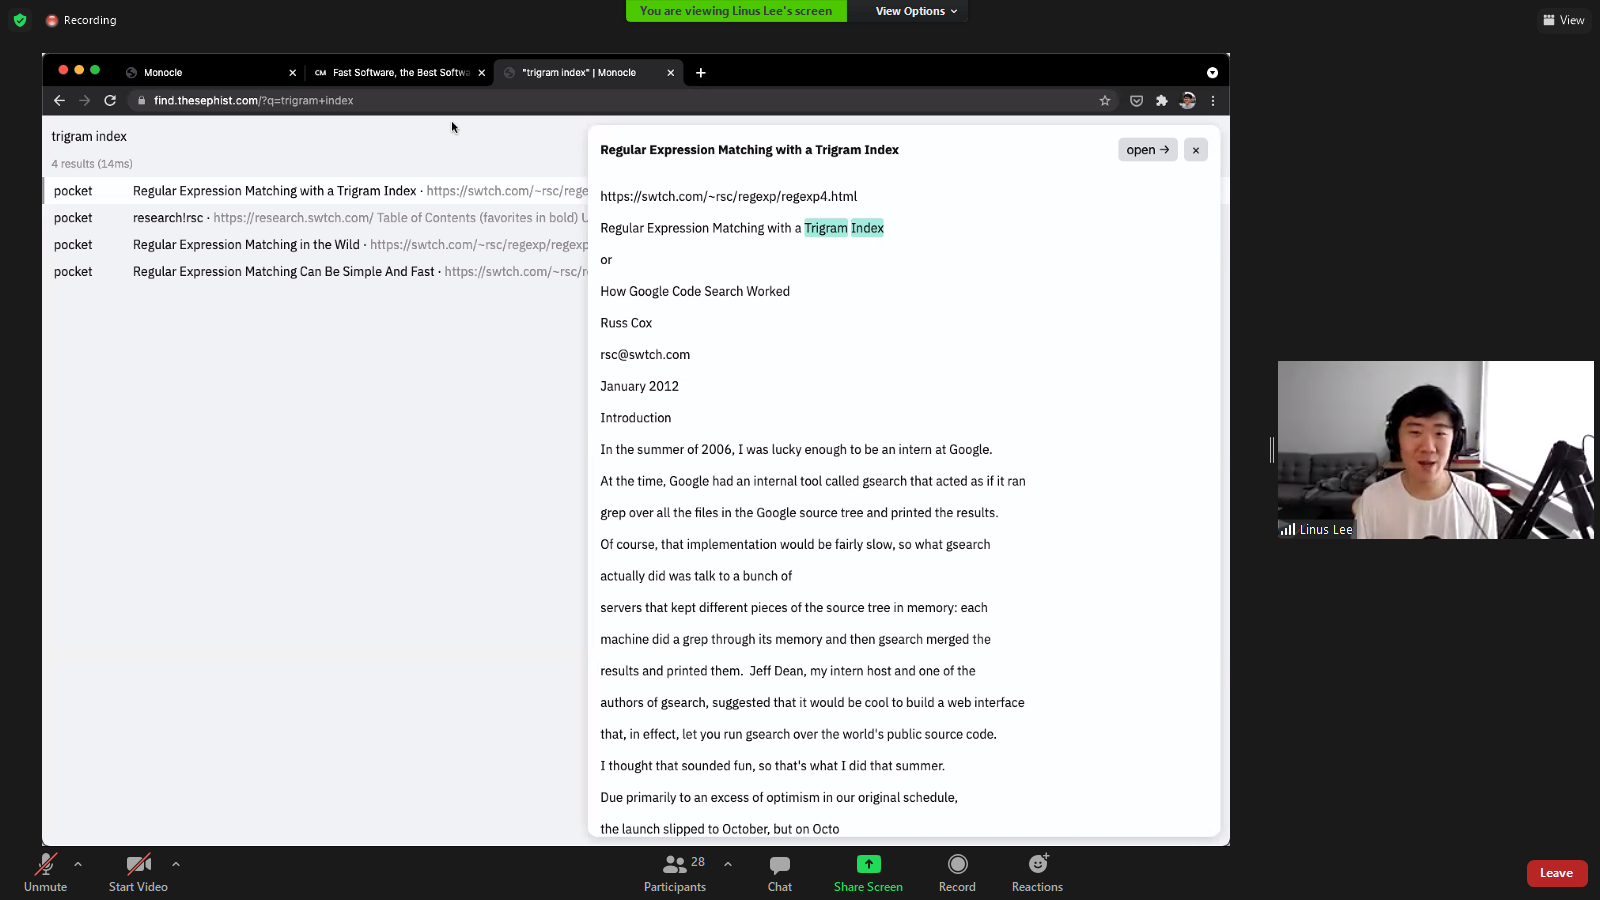 Recording
You are viewing Linus Lee's screen
View Options
View
Monocle
CM Fast Software, the Best Softwa
"trigram index" | Monocle
find.thesephist.com/?q=trigram+index
trigram index
4 results (14ms)
pocket Regular Expression Matching with a Trigram Index · https://swtch.com/~rsc/rege
pocket research!rsc · https://research.swtch.com/ Table of Contents (favorites in bold) U
pocket Regular Expression Matching in the Wild · https://swtch.com/~rsc/regexp/regexp
pocket Regular Expression Matching Can Be Simple And Fast · https://swtch.com/~rsc/r
Regular Expression Matching with a Trigram Index
open →
×
https://swtch.com/~rsc/regexp/regexp4.html
Regular Expression Matching with a Trigram Index
or
How Google Code Search Worked
Russ Cox
rsc@swtch.com
January 2012
Introduction
In the summer of 2006, I was lucky enough to be an intern at Google.
At the time, Google had an internal tool called gsearch that acted as if it ran
grep over all the files in the Google source tree and printed the results.
Of course, that implementation would be fairly slow, so what gsearch
actually did was talk to a bunch of
servers that kept different pieces of the source tree in memory: each
machine did a grep through its memory and then gsearch merged the
results and printed them. Jeff Dean, my intern host and one of the
authors of gsearch, suggested that it would be cool to build a web interface
that, in effect, let you run gsearch over the world's public source code.
I thought that sounded fun, so that's what I did that summer.
Due primarily to an excess of optimism in our original schedule,
the launch slipped to October, but on Octo
Linus Lee
Unmute
Start Video
28
Participants
Chat
Share Screen
Record
Reactions
Leave